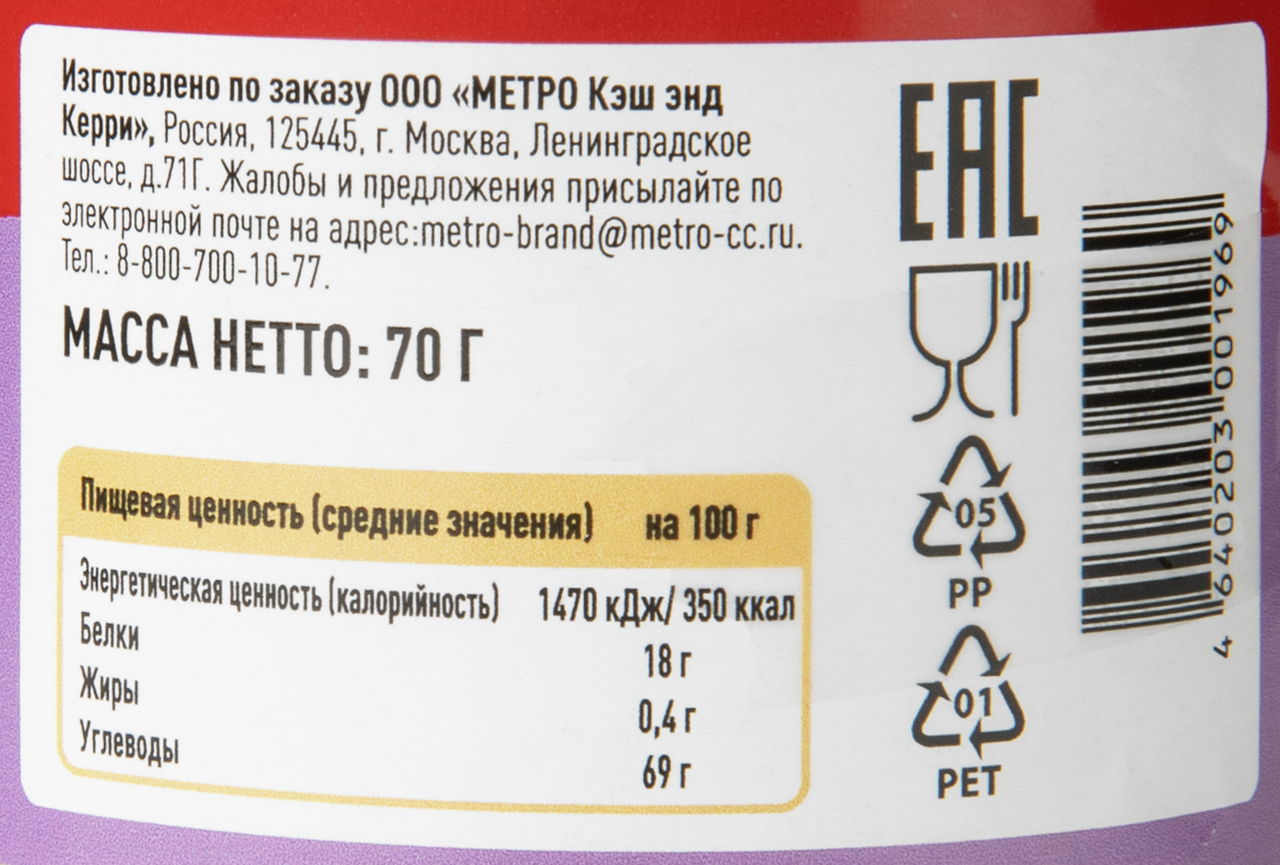 Изготовлено по заказу ООО «МЕТРО Кэш энд
Керри», Россия, 125445, г. Москва, Ленинградское
шоссе, д.71Г. Жалобы и предложения присылайте по
электронной почте на адрес:metro-brand@metro-cc.ru.
Тел.: 8-800-700-10-77.
МАССА НЕТТО: 70 Г
Пищевая ценность (средние значения) на 100 г
Энергетическая ценность (калорийность) 1470 кДж/ 350 ккал
Белки 18 г
Жиры 0,4 г
Углеводы 69 г
ЕАС
05
PP
01
PET
4 640203 001969